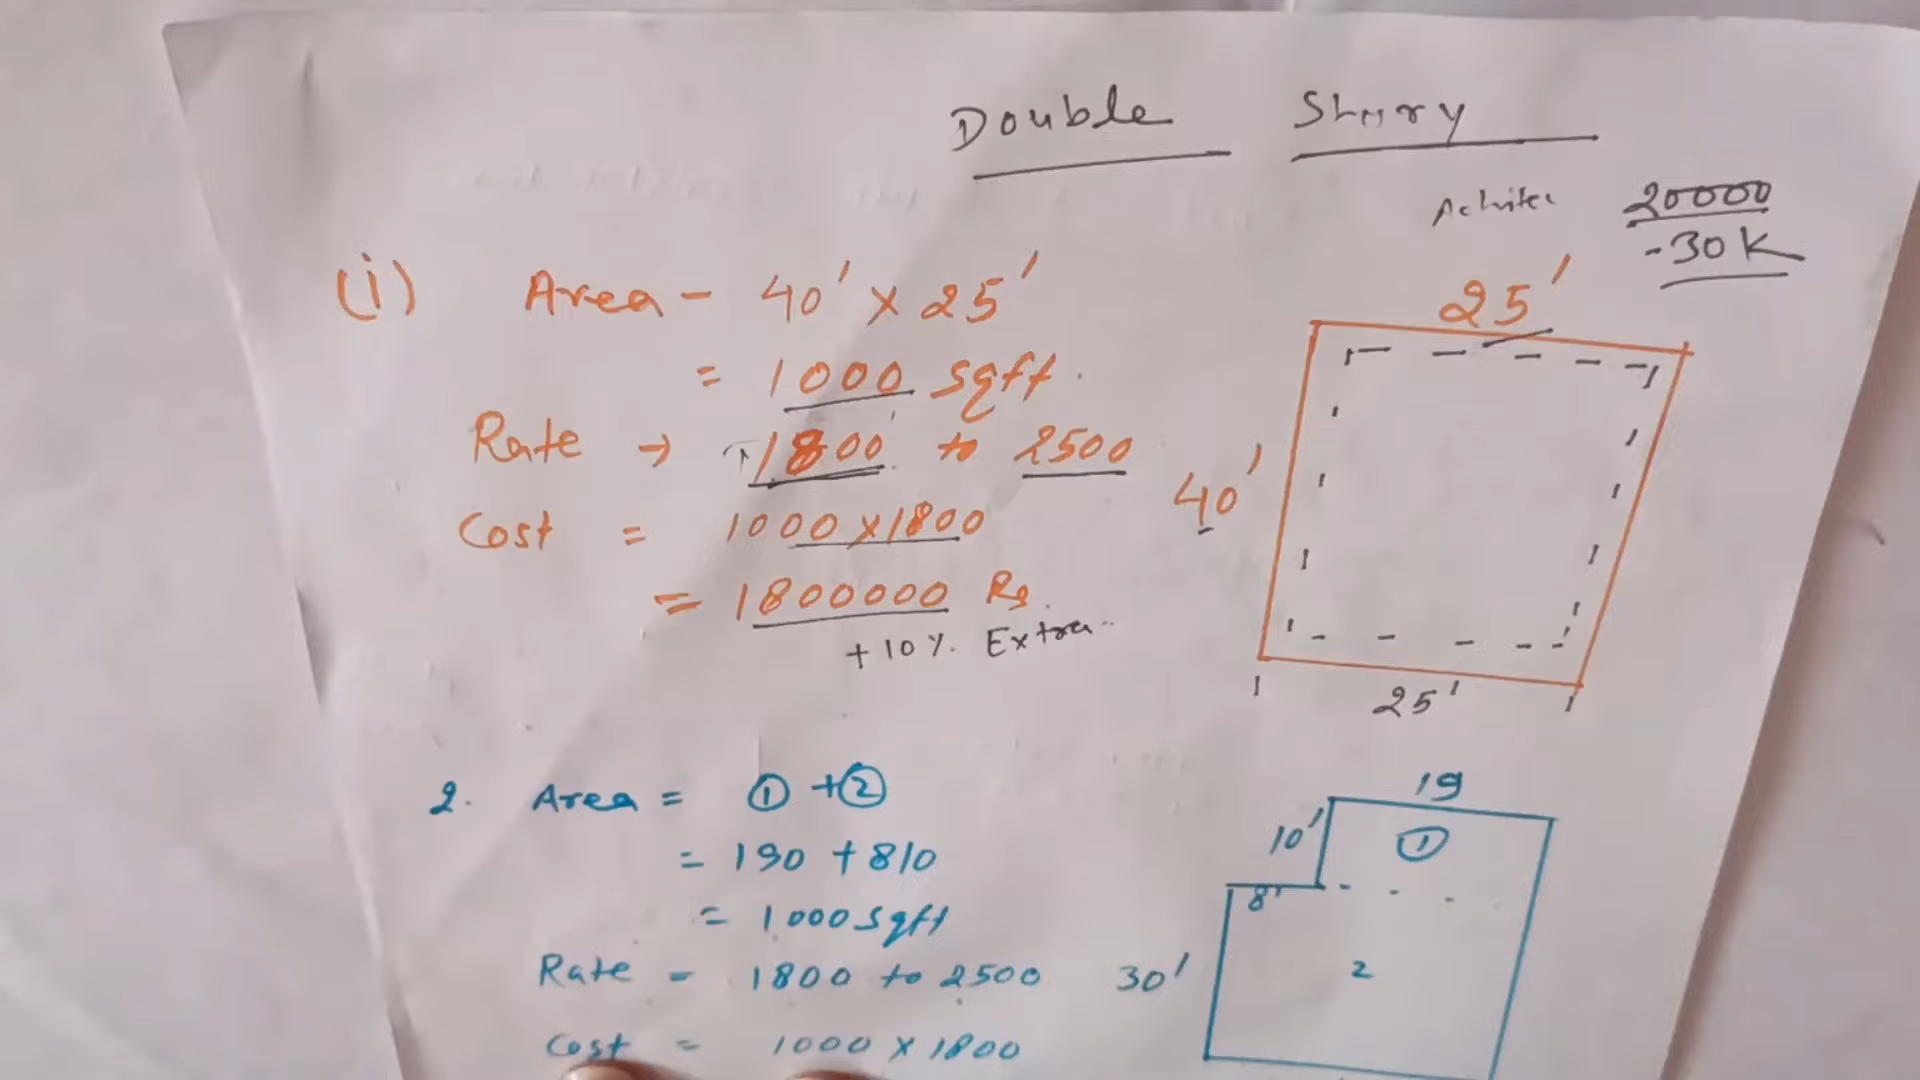 Double Story
20000
-30K
(i) Area - 40' x 25'
= 1000 sqft.
Rate → 1800 to 2500
Cost = 1000 x 1800
= 1800000 Rs.
+ 10 %. Extra..
25'
40'
25'
2. Area = ① + ②
= 190 + 810
= 1000 sqft
Rate - 1800 to 2500
Cost = 1000 x 1800
19
10'
①
8'
30'
2